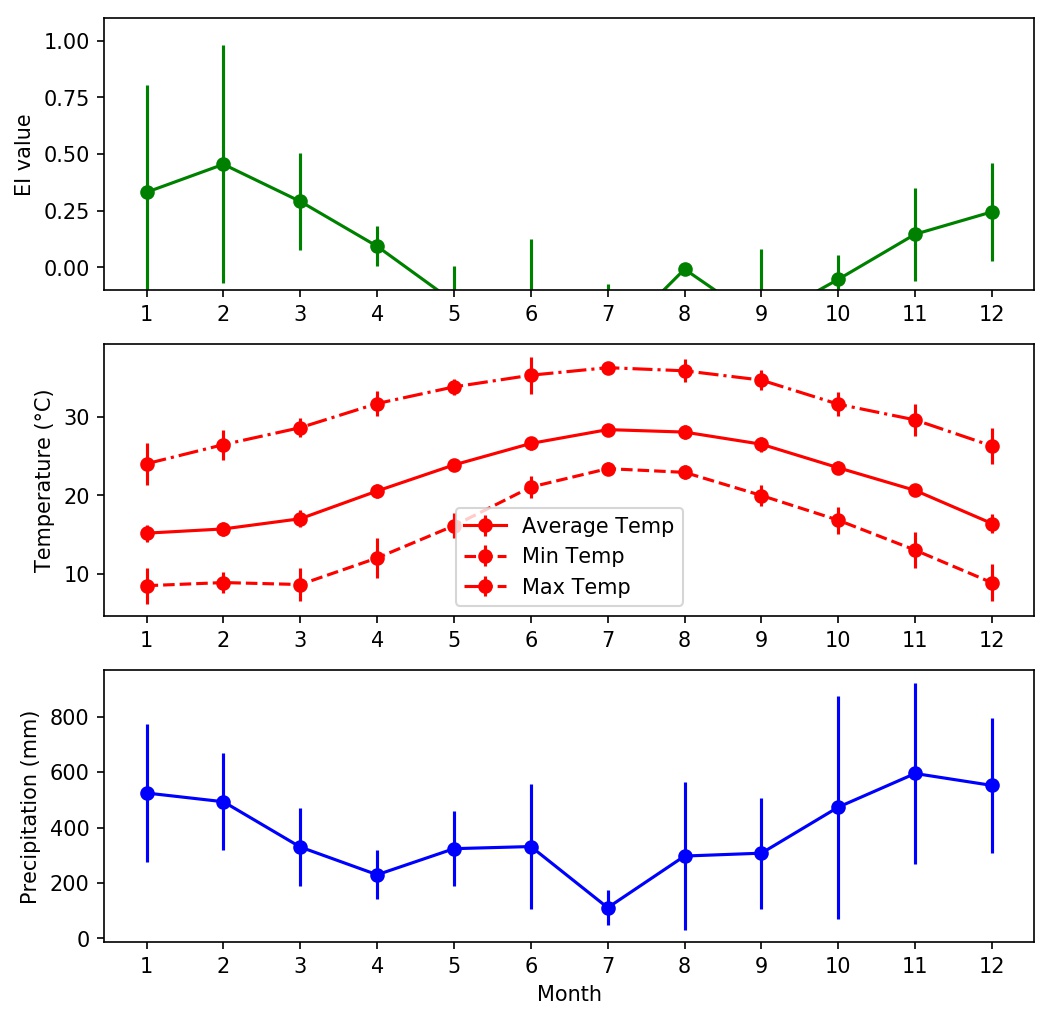 1.00
0.75
0.50
0.25
0.00
EI value
1 2 3 4 5 6 7 8 9 10 11 12
30
20
10
Temperature (°C)
Average Temp
Min Temp
Max Temp
1 2 3 4 5 6 7 8 9 10 11 12
800
600
400
200
0
Precipitation (mm)
1 2 3 4 5 6 7 8 9 10 11 12
Month